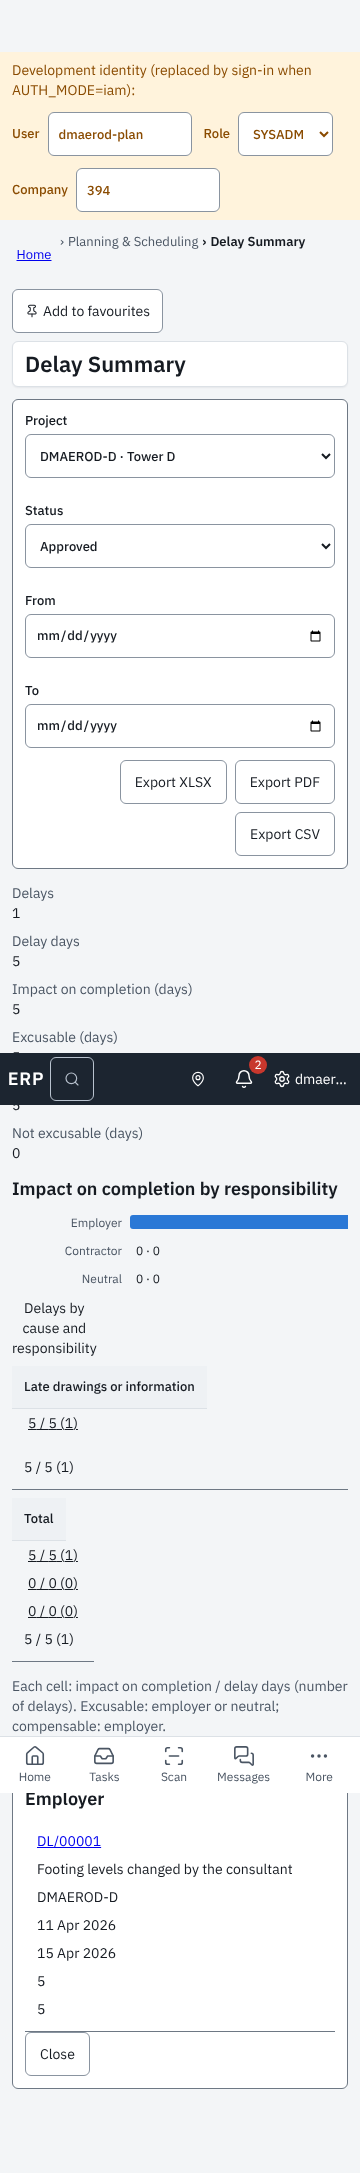 Development identity (replaced by sign-in when
AUTH_MODE=iam):
User dmaerod-plan Role SYSADM
Company 394
Home › Planning & Scheduling › Delay Summary
Add to favourites
Delay Summary
Project
DMAEROD-D · Tower D
Status
Approved
From
mm/dd/yyyy
To
mm/dd/yyyy
Export XLSX Export PDF
Export CSV
Delays
1
Delay days
5
Impact on completion (days)
5
Excusable (days)
ERP 2 dmaer...
5
Not excusable (days)
0
Impact on completion by responsibility
Employer
Contractor 0 · 0
Neutral 0 · 0
Delays by
cause and
responsibility
Late drawings or information
5 / 5 (1)
5 / 5 (1)
Total
5 / 5 (1)
0 / 0 (0)
0 / 0 (0)
5 / 5 (1)
Each cell: impact on completion / delay days (number
of delays). Excusable: employer or neutral;
compensable: employer.
Home Tasks Scan Messages More
Employer
DL/00001
Footing levels changed by the consultant
DMAEROD-D
11 Apr 2026
15 Apr 2026
5
5
Close